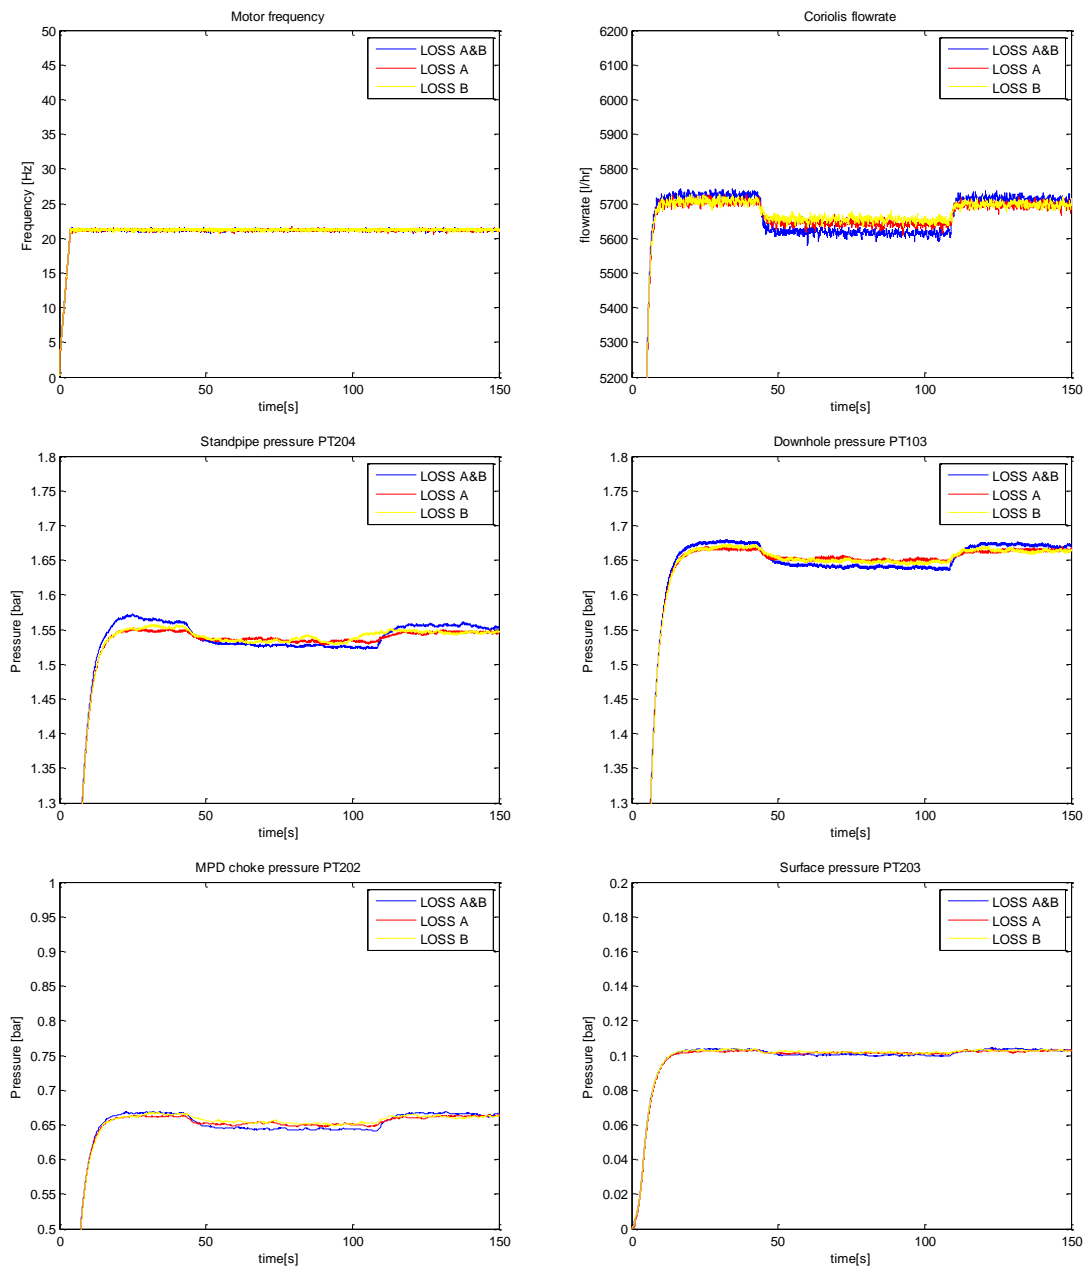 Motor frequency
50
45
40
35
30
25
20
15
10
5
0
Frequency [Hz]
LOSS A&B
LOSS A
LOSS B
0 50 100 150
time[s]
Coriolis flowrate
6200
6100
6000
5900
5800
5700
5600
5500
5400
5300
5200
flowrate [l/hr]
LOSS A&B
LOSS A
LOSS B
0 50 100 150
time[s]
Standpipe pressure PT204
1.8
1.75
1.7
1.65
1.6
1.55
1.5
1.45
1.4
1.35
1.3
Pressure [bar]
LOSS A&B
LOSS A
LOSS B
0 50 100 150
time[s]
Downhole pressure PT103
1.8
1.75
1.7
1.65
1.6
1.55
1.5
1.45
1.4
1.35
1.3
Pressure [bar]
LOSS A&B
LOSS A
LOSS B
0 50 100 150
time[s]
MPD choke pressure PT202
1
0.95
0.9
0.85
0.8
0.75
0.7
0.65
0.6
0.55
0.5
Pressure [bar]
LOSS A&B
LOSS A
LOSS B
0 50 100 150
time[s]
Surface pressure PT203
0.2
0.18
0.16
0.14
0.12
0.1
0.08
0.06
0.04
0.02
0
Pressure [bar]
LOSS A&B
LOSS A
LOSS B
0 50 100 150
time[s]